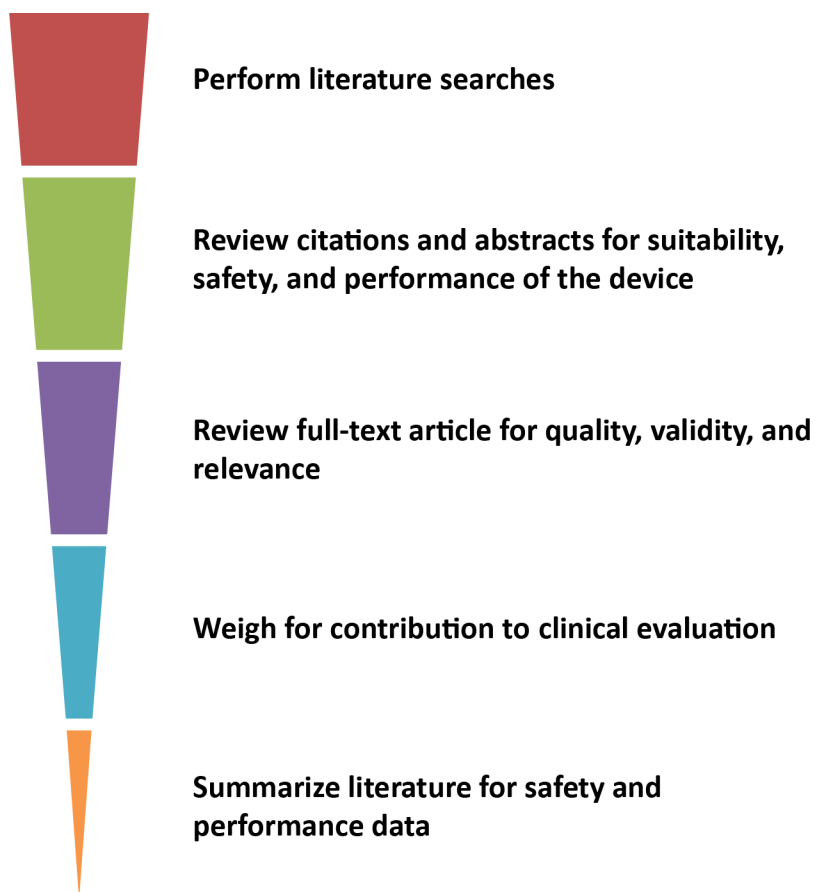 Perform literature searches
Review citations and abstracts for suitability,
safety, and performance of the device
Review full-text article for quality, validity, and
relevance
Weigh for contribution to clinical evaluation
Summarize literature for safety and
performance data